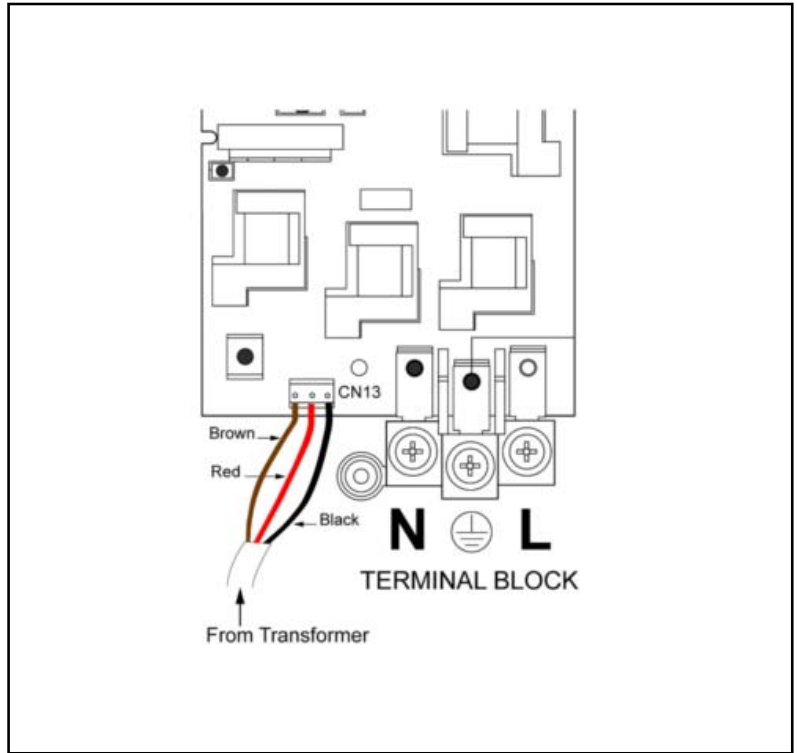 CN13
Brown
Red
Black
N L
TERMINAL BLOCK
From Transformer